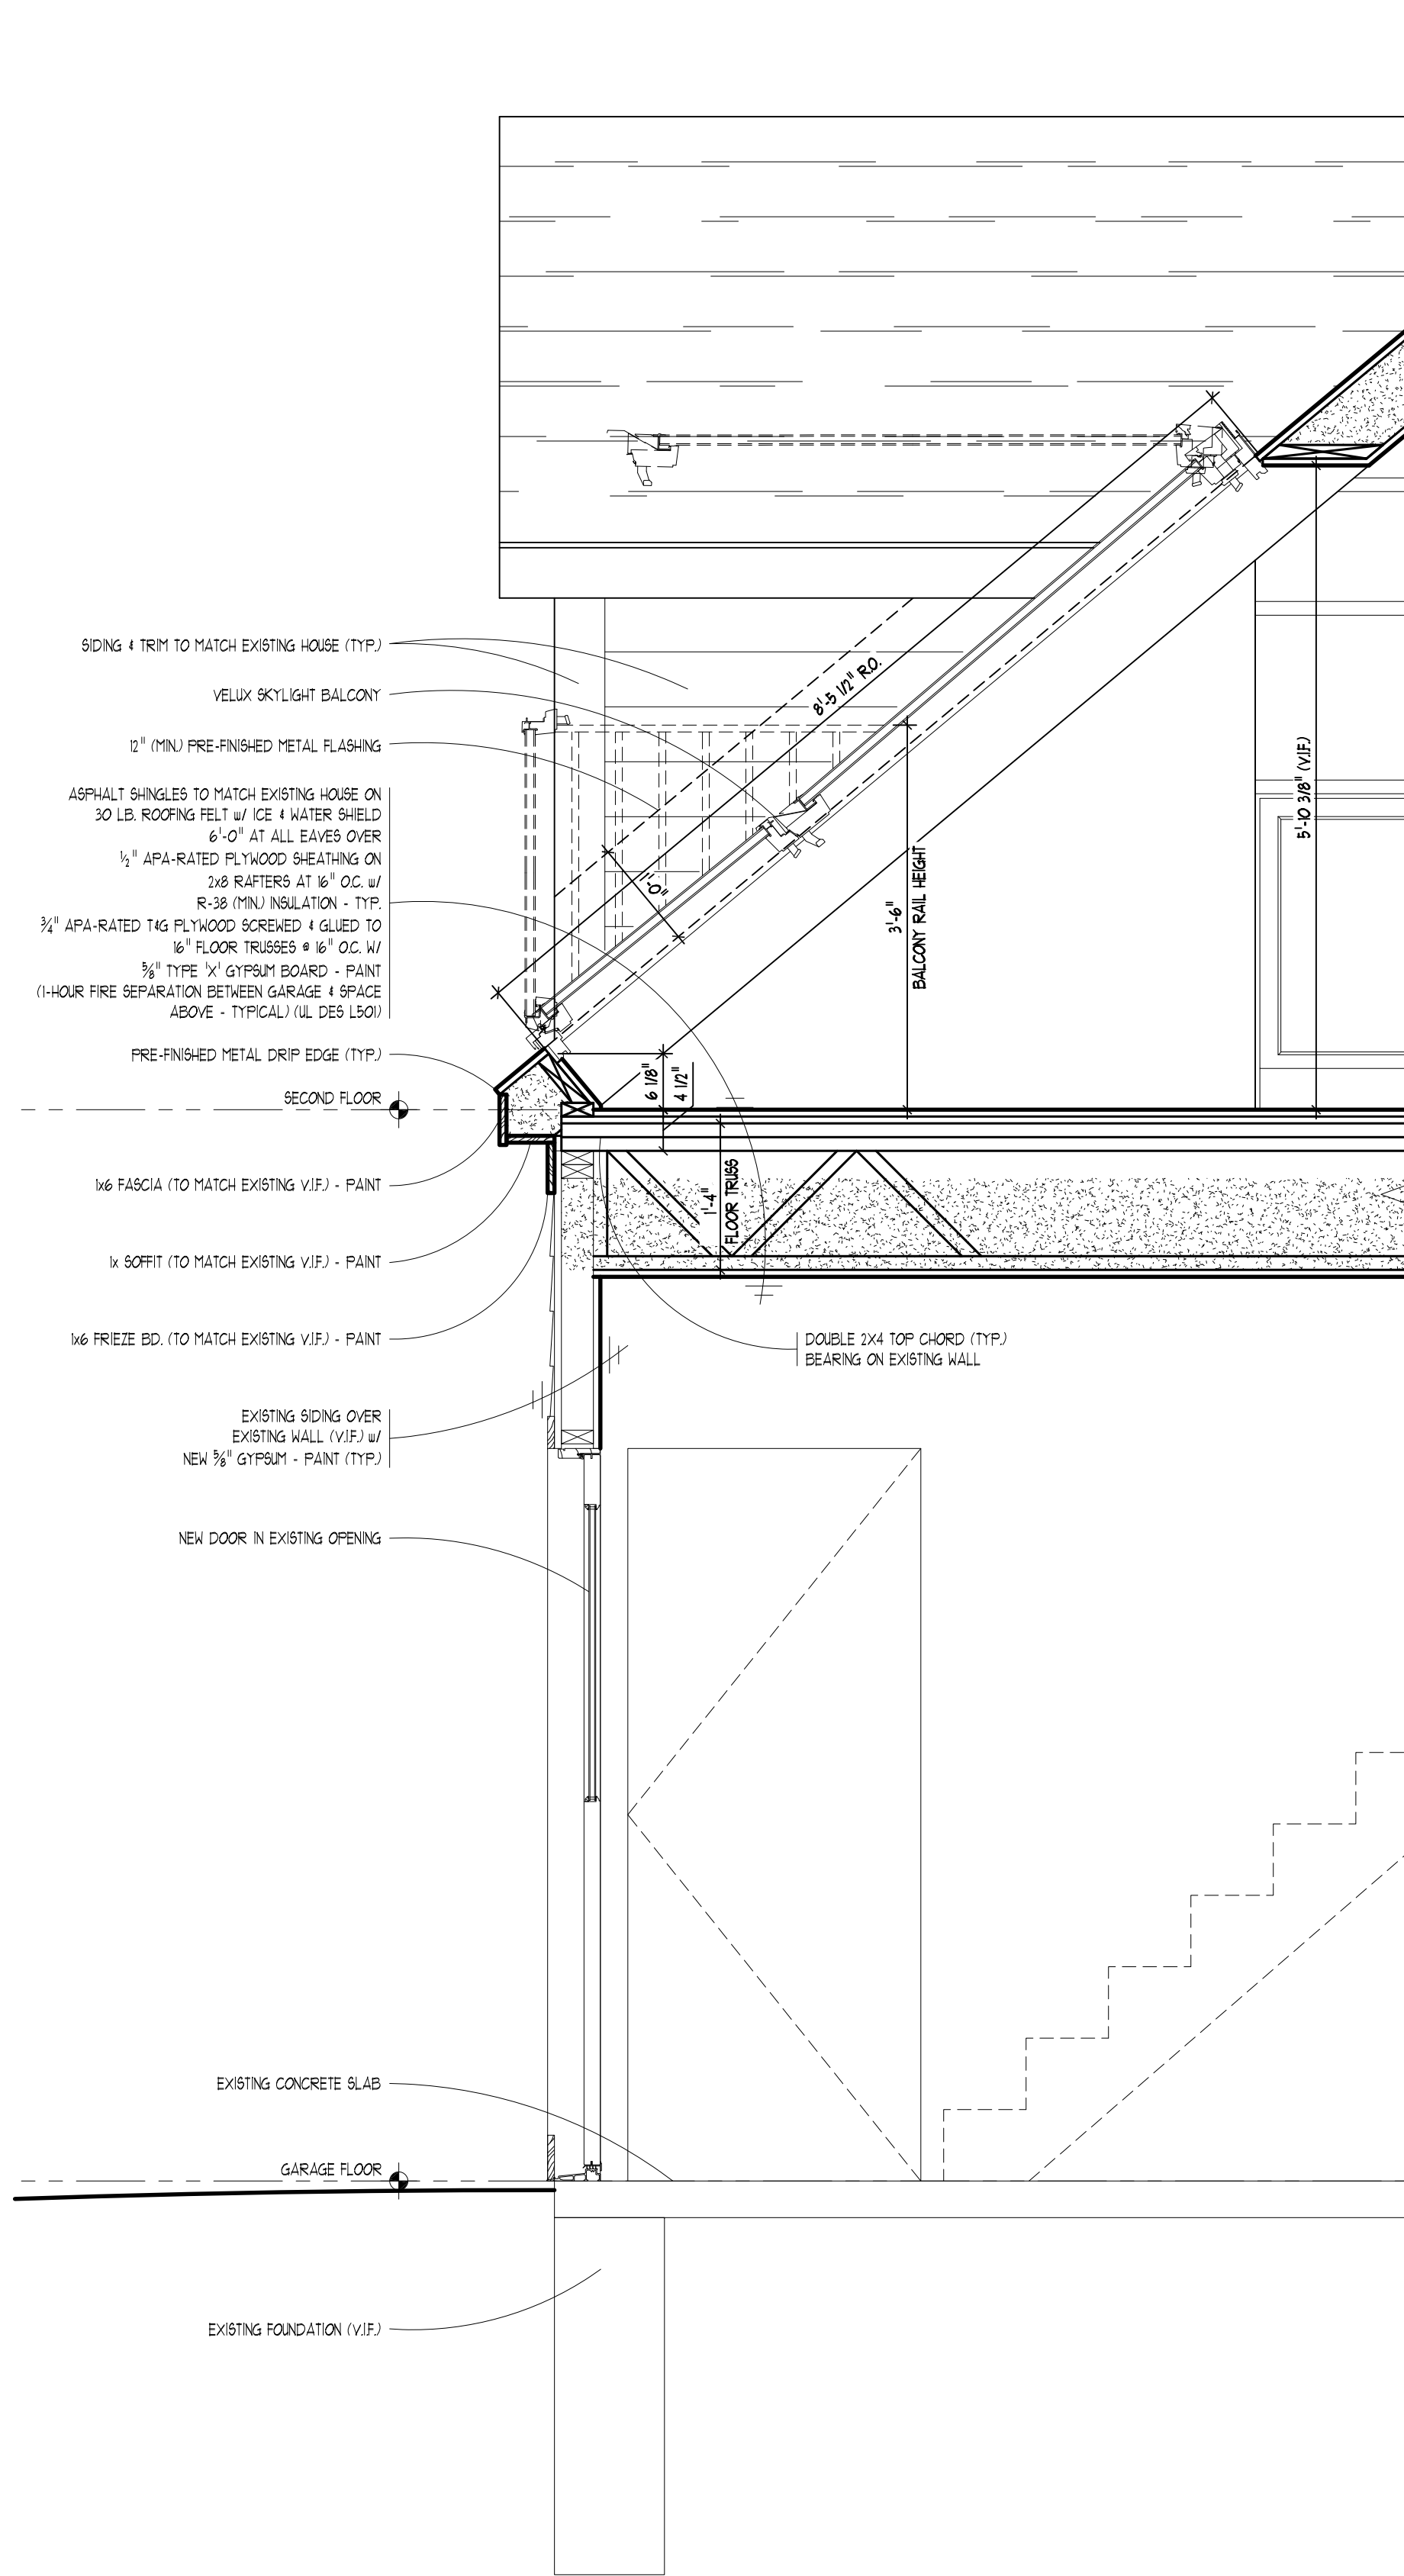 SIDING & TRIM TO MATCH EXISTING HOUSE (TYP.)
VELUX SKYLIGHT BALCONY
12" (MIN.) PRE-FINISHED METAL FLASHING
ASPHALT SHINGLES TO MATCH EXISTING HOUSE ON
30 LB. ROOFING FELT w/ ICE & WATER SHIELD
6'-0" AT ALL EAVES OVER
1/2" APA-RATED PLYWOOD SHEATHING ON
2x8 RAFTERS AT 16" O.C. w/
R-38 (MIN.) INSULATION - TYP.
3/4" APA-RATED T&G PLYWOOD SCREWED & GLUED TO
16" FLOOR TRUSSES @ 16" O.C. W/
5/8" TYPE 'X' GYPSUM BOARD - PAINT
(1-HOUR FIRE SEPARATION BETWEEN GARAGE & SPACE
ABOVE - TYPICAL) (UL DES L501)
PRE-FINISHED METAL DRIP EDGE (TYP.)
SECOND FLOOR
1x6 FASCIA (TO MATCH EXISTING V.I.F.) - PAINT
1x SOFFIT (TO MATCH EXISTING V.I.F.) - PAINT
1x6 FRIEZE BD. (TO MATCH EXISTING V.I.F.) - PAINT
EXISTING SIDING OVER
EXISTING WALL (V.I.F.) w/
NEW 5/8" GYPSUM - PAINT (TYP.)
NEW DOOR IN EXISTING OPENING
EXISTING CONCRETE SLAB
GARAGE FLOOR
EXISTING FOUNDATION (V.I.F.)
8'-5 1/2" R.O.
1'-0"
3'-6"
BALCONY RAIL HEIGHT
5'-10 3/8" (V.I.F.)
6 1/8"
4 1/2"
1'-4"
FLOOR TRUSS
DOUBLE 2X4 TOP CHORD (TYP.)
BEARING ON EXISTING WALL